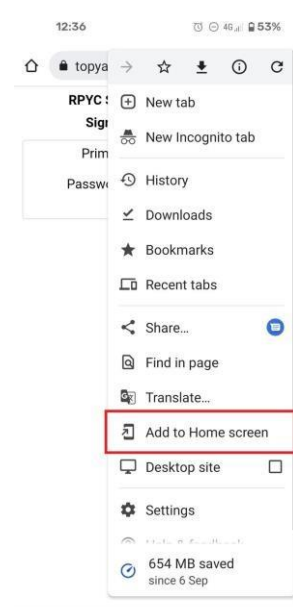 12:36
4G 53%
topya
RPYC S
Sign
New tab
New Incognito tab
Prim
Passwo
History
Downloads
Bookmarks
Recent tabs
Share...
Find in page
Translate...
Add to Home screen
Desktop site
Settings
654 MB saved
since 6 Sep